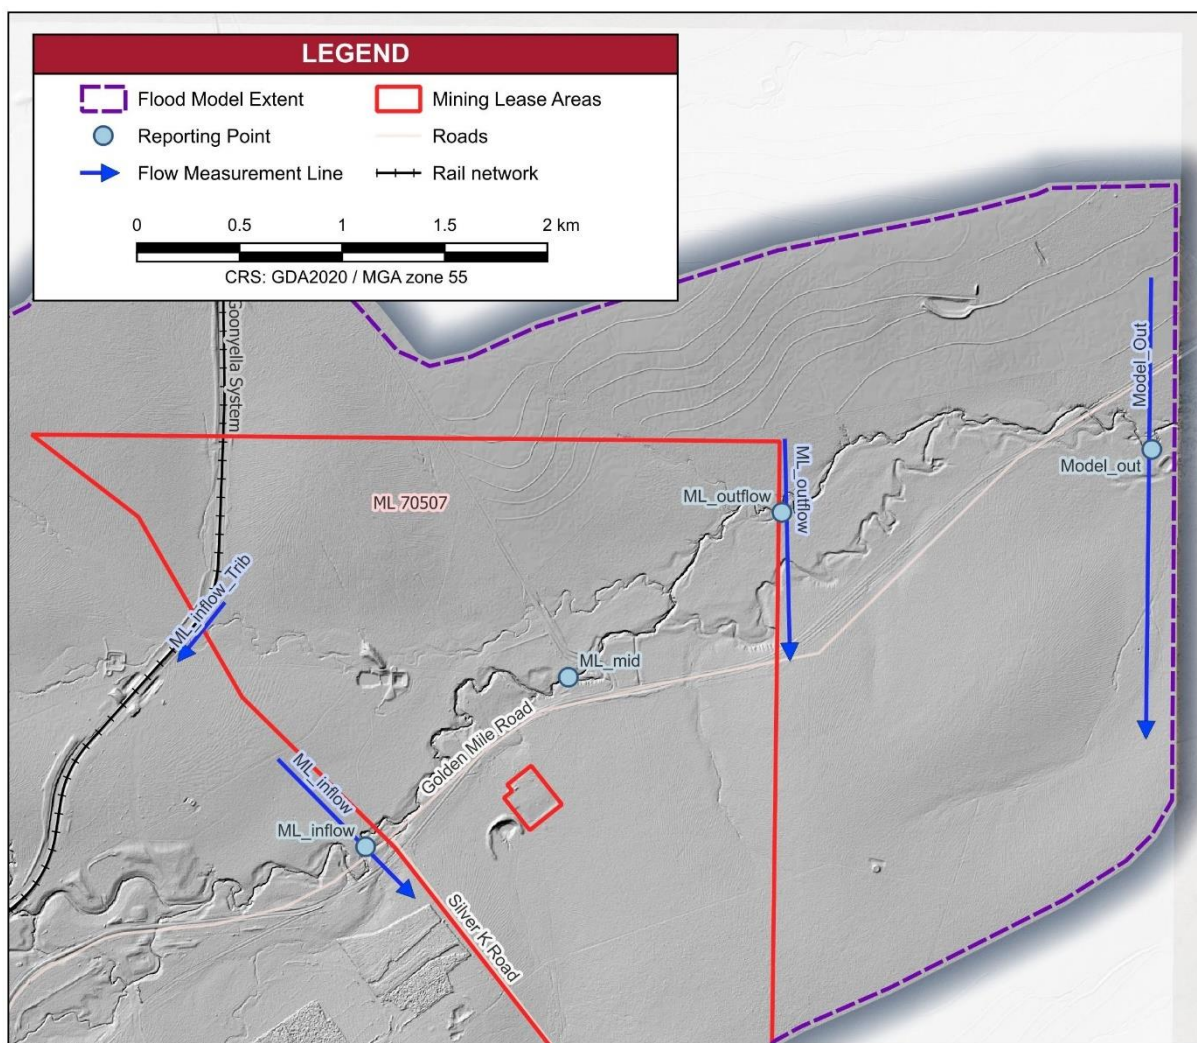 LEGEND
Flood Model Extent
Mining Lease Areas
Reporting Point
Roads
Flow Measurement Line
Rail network
0 0.5 1 1.5 2 km
CRS: GDA2020 / MGA zone 55
Goonyella System
Model_Out
Model_out
ML_outflow
ML_outflow
ML 70507
ML_inflow_Trib
ML_mid
Golden Mile Road
ML_inflow
ML_inflow
Silver K Road